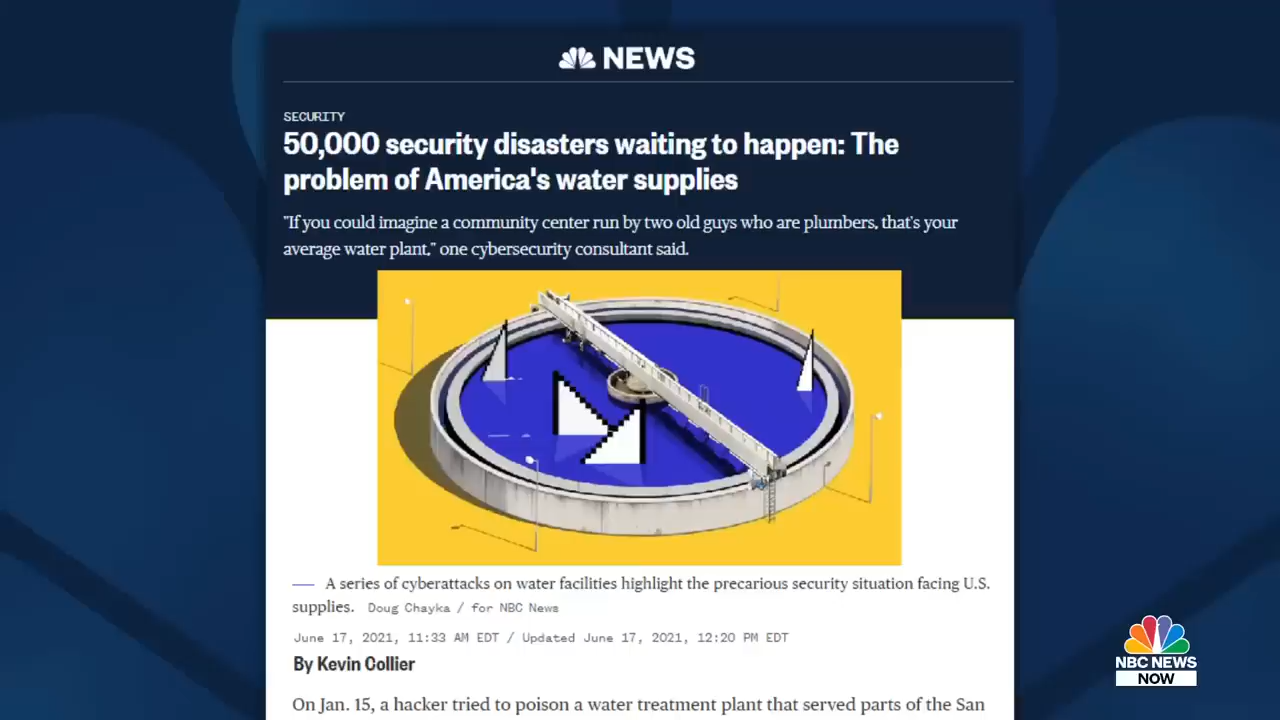 NEWS
SECURITY
50,000 security disasters waiting to happen: The
problem of America's water supplies
"If you could imagine a community center run by two old guys who are plumbers, that's your
average water plant," one cybersecurity consultant said.
A series of cyberattacks on water facilities highlight the precarious security situation facing U.S.
supplies. Doug Chayka / for NBC News
June 17, 2021, 11:33 AM EDT / Updated June 17, 2021, 12:20 PM EDT
By Kevin Collier
On Jan. 15, a hacker tried to poison a water treatment plant that served parts of the San
NBC NEWS
NOW